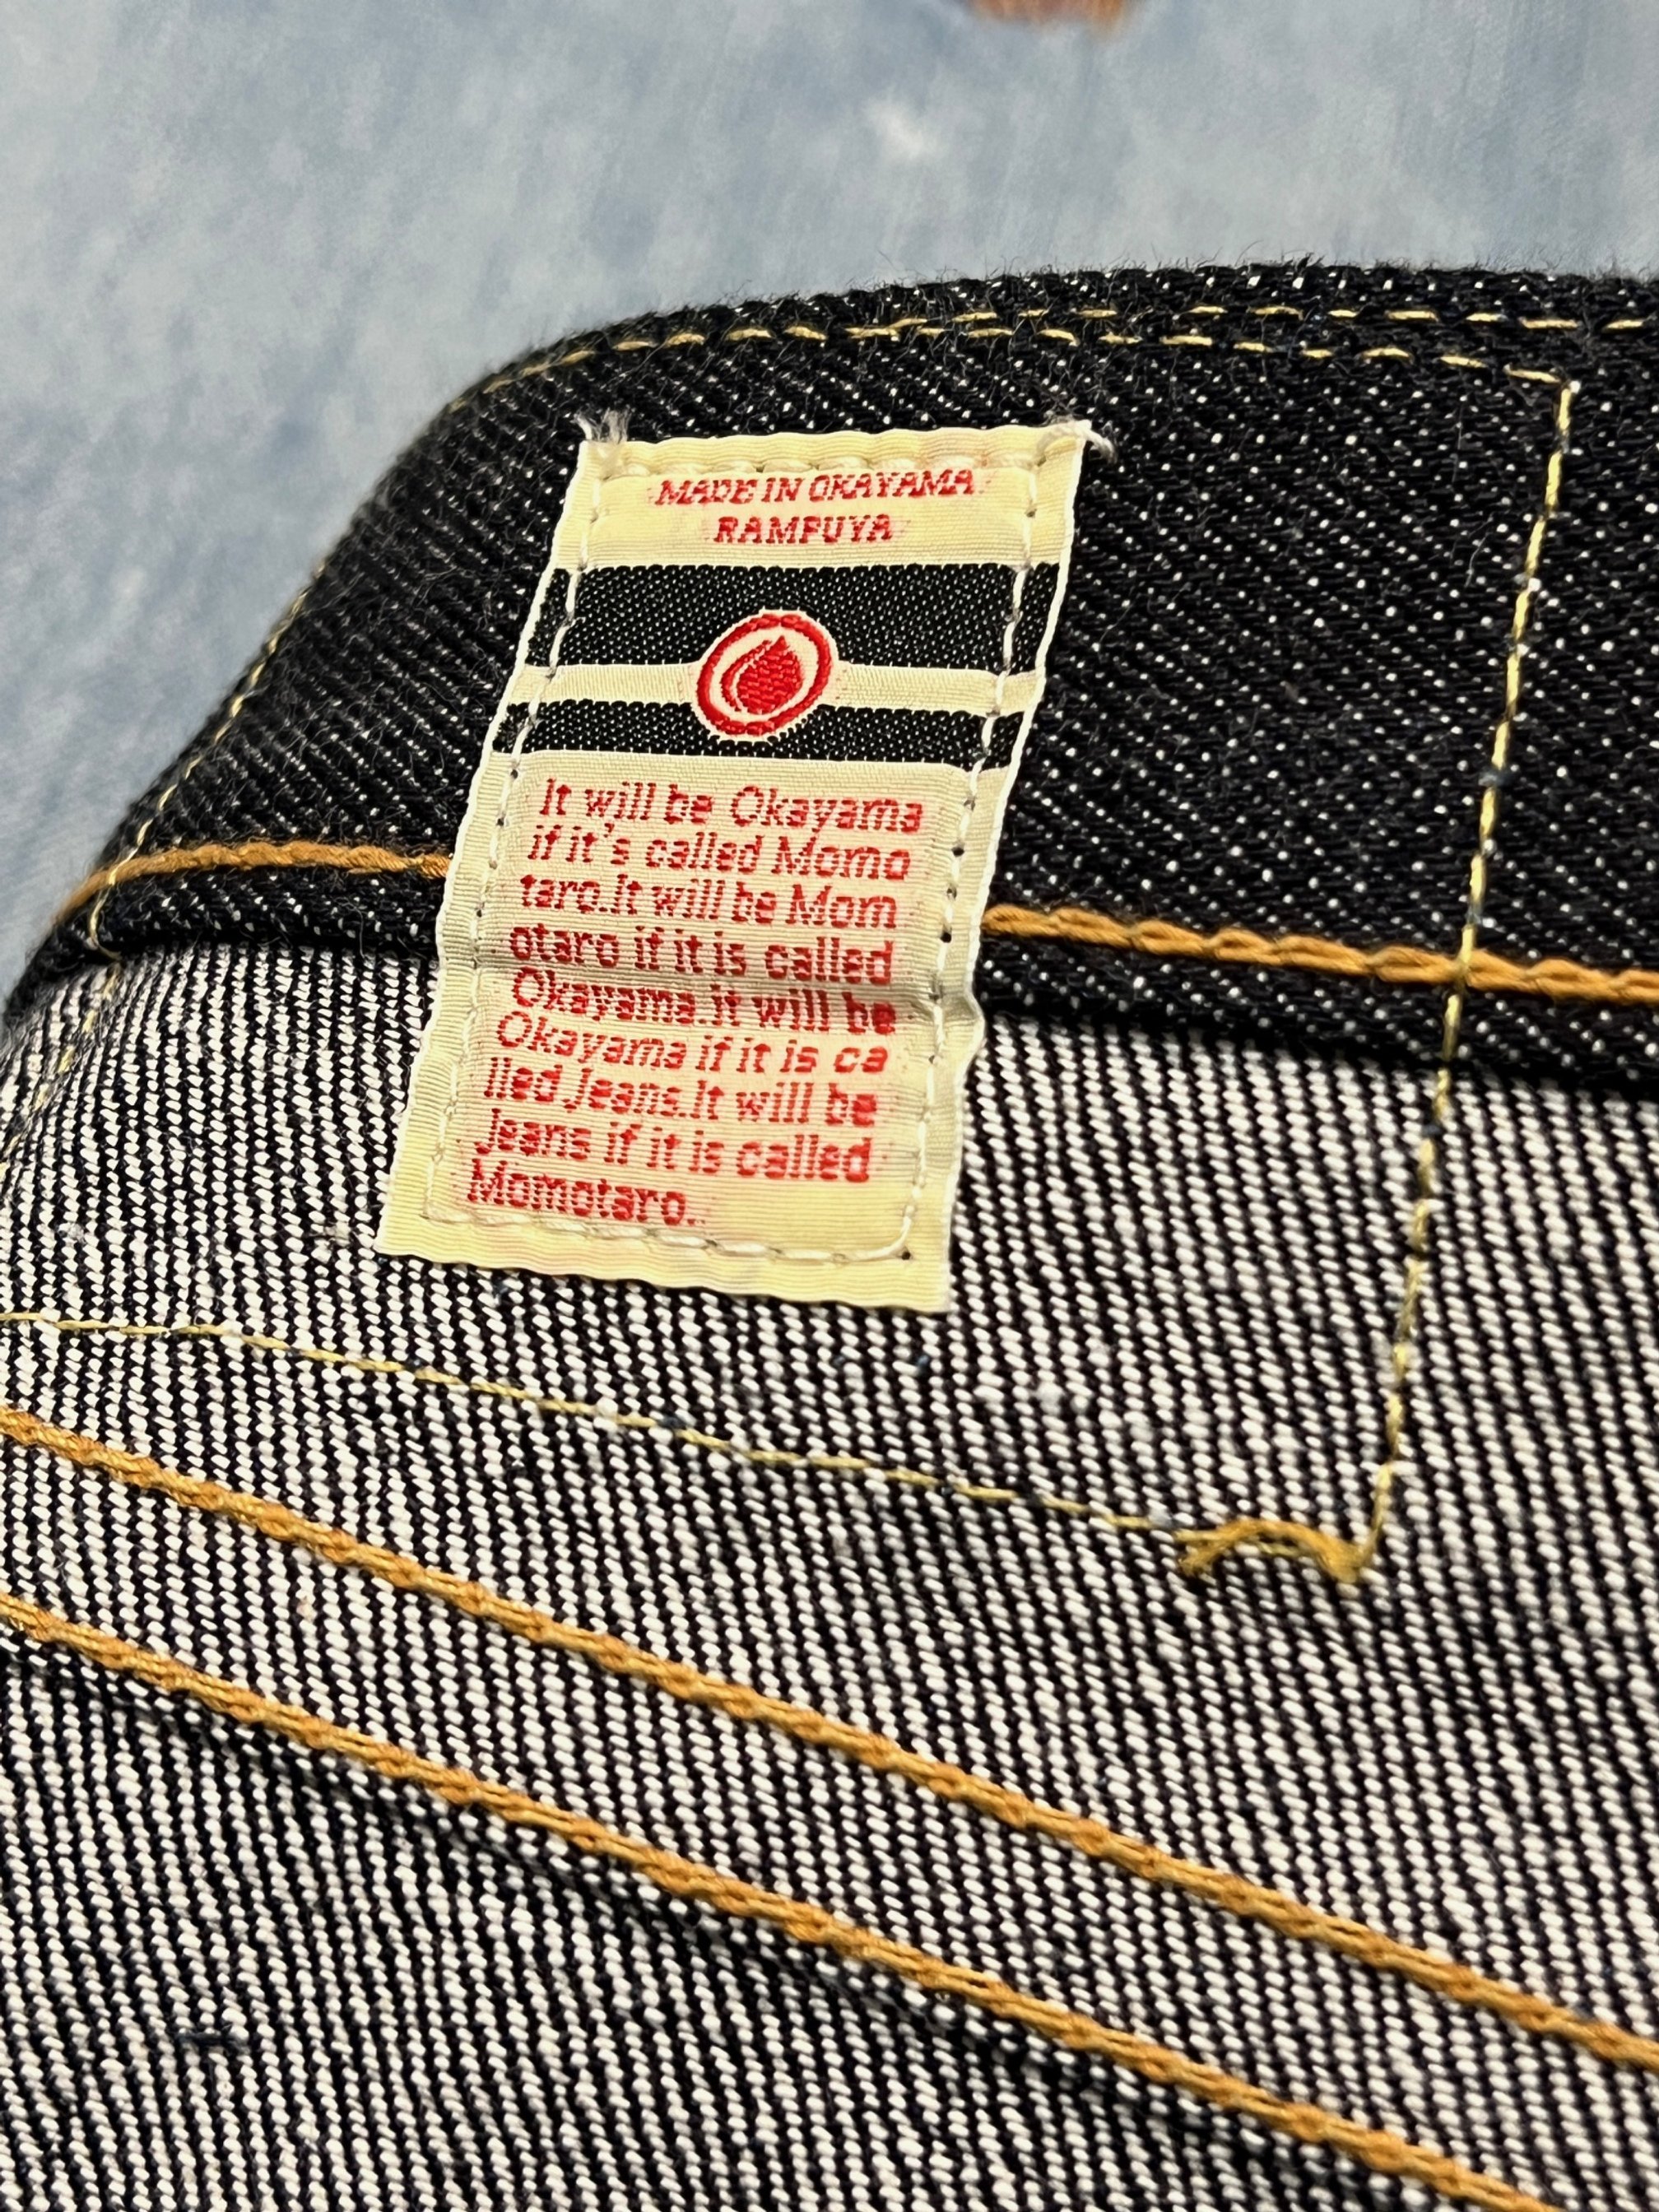 MADE IN OKAYAMA
RAMPUYA
It will be Okayama
if it's called Momo
taro.It will be Mom
otaro if it is called
Okayama.it will be
Okayama if it is ca
lled Jeans.It will be
Jeans if it is called
Momotaro.